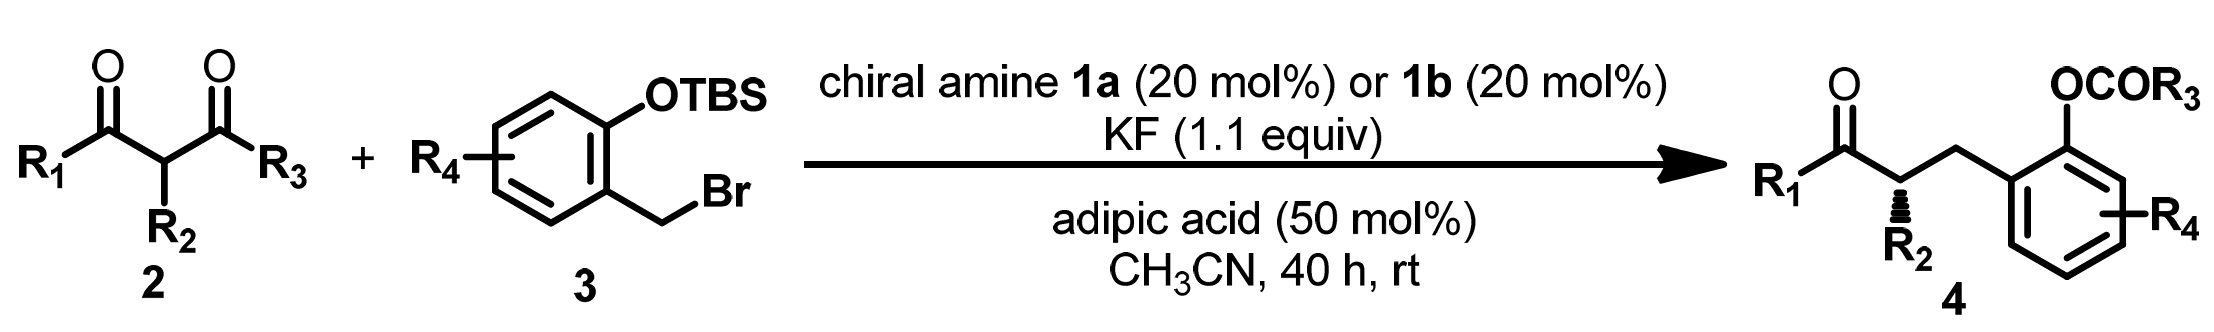 O O
R1 R3
R2
2
+
OTBS
R4
Br
3
chiral amine 1a (20 mol%) or 1b (20 mol%)
KF (1.1 equiv)
adipic acid (50 mol%)
CH3CN, 40 h, rt
O OCOR3
R1
R2
R4
4